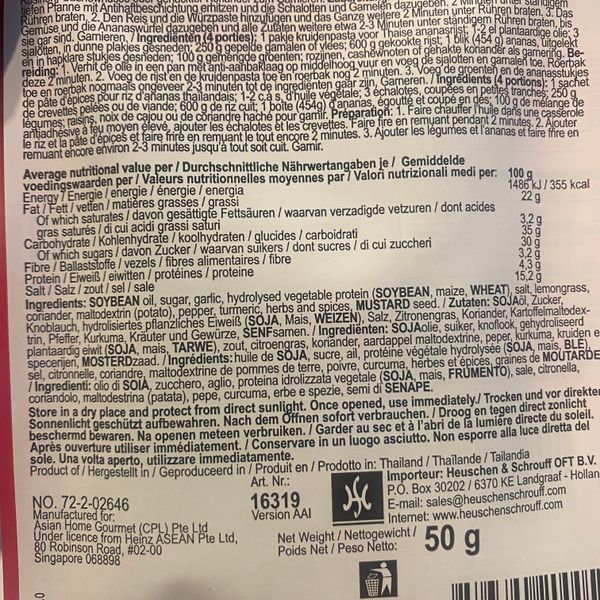 tiefen Pfanne mit Antihaftbeschichtung erhitzen und die Schalotten und Garnelen dazugeben. 2 Minuten unter ständigem
Rühren braten. 2. Den Reis und die Würzpaste hinzufügen und das Ganze weitere 2 Minuten unter Rühren braten. 3. Das
Gemüse und die Ananaswürfel dazugeben und alle Zutaten weitere etwa 2-3 Minuten unter ständigen Rühren braten, bis
sie gar sind. Garnieren. / Ingrediënten (4 porties): 1 pakje kruidenpasta voor Thaise ananasrijst; 1-2 el plantaardige olie; 3
sjalotten, in dunne plakjes gesneden; 250 g gepelde garnalen of vlees; 600 g gekookte rijst; 1 blik (454 g) ananas, uitgelekt
en in hapklare stukjes gesneden; 100 g gemengde groenten; rozijnen, cashewnoten of gehakte koriander als garnering. Be-
reiding: 1. Verhit de olie in een pan met anti-aanbaklaag op middelhoog vuur en voeg de sjalotten en garnalen toe. Roerbak
deze 2 minuten. 2. Voeg de rijst en de kruidenpasta toe en roerbak nog 2 minuten. 3. Voeg de groenten en de ananasstukjes
toe en roerbak nogmaals ongeveer 2-3 minuten tot de ingrediënten gaar zijn. Garneren. / Ingrédients (4 portions): 1 sachet
de pâte d'épices pour riz d'ananas thaïlandais; 1-2 c.à s. d'huile végétale; 3 échalotes, coupées en petites tranches; 250 g
de crevettes pelées ou de viande; 600 g de riz cuit; 1 boîte (454g) d'ananas, égoutté et coupé en dés; 100 g de mélange de
légumes; raisins, noix de cajou ou de coriandre haché pour garnir. Préparation: 1. Faire chauffer l'huile dans une casserole
antiadhésive à feu moyen élevé, ajouter les échalotes et les crevettes. Faire frire en remuant pendant 2 minutes. 2. Ajouter
le riz et la pâte d'épices et faire frire en remuant le tout encore 2 minutes. 3. Ajouter les légumes et l'ananas et faire frire en
remuant encore environ 2-3 minutes jusqu'à tout soit cuit. Garnir.
Average nutritional value per / Durchschnittliche Nährwertangaben je / Gemiddelde
voedingswaarden per / Valeurs nutritionnelles moyennes par / Valori nutrizionali medi per: 100 g
Energy / Energie / energie / énergie / energia 1486 kJ / 355 kcal
Fat / Fett / vetten / matières grasses / grassi 22 g
Of which saturates / davon gesättigte Fettsäuren / waarvan verzadigde vetzuren / dont acides
gras saturés / di cui acidi grassi saturi 3,2 g
Carbohydrate / Kohlenhydrate / koolhydraten / glucides / carboidrati 35 g
Of which sugars / davon Zucker / waarvan suikers / dont sucres / di cui zuccheri 30 g
Fibre / Ballaststoffe / vezels / fibres alimentaires / fibre 3,2 g
Protein / Eiweiß / eiwitten / protéines / proteine 4,3 g
Salt / Salz / zout / sel / sale 15,2 g
Ingredients: SOYBEAN oil, sugar, garlic, hydrolysed vegetable protein (SOYBEAN, maize, WHEAT), salt, lemongrass,
coriander, maltodextrin (potato), pepper, turmeric, herbs and spices, MUSTARD seed. / Zutaten: SOJAöl, Zucker,
Knoblauch, hydrolisiertes pflanzliches Eiweiß (SOJA, Mais, WEIZEN), Salz, Zitronengras, Koriander, Kartoffelmaltodex-
trin, Pfeffer, Kurkuma, Kräuter und Gewürze, SENFsamen. / Ingrediënten: SOJAolie, suiker, knoflook, gehydroliseerd
plantaardig eiwit (SOJA, mais, TARWE), zout, citroengras, koriander, aardappel maltodextrine, peper, kurkuma, kruiden e
specerijen, MOSTERDzaad. / Ingrédients: huile de SOJA, sucre, ail, protéine végétale hydrolysée (SOJA, maïs, BLE),
sel, citronnelle, coriandre, maltodextrine de pommes de terre, poivre, curcuma, herbes et épices, graines de MOUTARDE
/ Ingredienti: olio di SOIA, zucchero, aglio, proteina idrolizzata vegetale (SOJA, mais, FRUMENTO), sale, citronella,
coriandolo, maltodestrina (patata), pepe, curcuma, erbe e spezie, semi di SENAPE.
Store in a dry place and protect from direct sunlight. Once opened, use immediately./ Trocken und vor direkte
Sonnenlicht geschützt aufbewahren. Nach dem Öffnen sofort verbrauchen. / Droog en tegen direct zonlicht
beschermd bewaren. Na openen meteen verbruiken. / Garder au sec et à l'abri de la lumière directe du soleil.
Après ouverture utiliser immédiatement. / Conservare in un luogo asciutto. Non esporre alla luce diretta del
sole. Una volta aperto, utilizzare immediatamente.
Product of / Hergestellt in / Geproduceerd in / Produit en / Prodotto in: Thailand / Thaïlande / Tailandia
NO. 72-2-02646
Manufactured for:
Asian Home Gourmet (CPL) Pte Ltd
Under licence from Heinz ASEAN Pte Ltd,
80 Robinson Road, #02-00
Singapore 068898
Art. Nr.:
16319
Version AAI
Importeur: Heuschen & Schrouff OFT B.V.
P.O. Box 30202 / 6370 KE Landgraaf - Hollan
E-mail: sales@heuschenschrouff.com
Internet: www.heuschenschrouff.com
Net Weight / Nettogewicht /
Poids Net / Peso Netto: 50 g